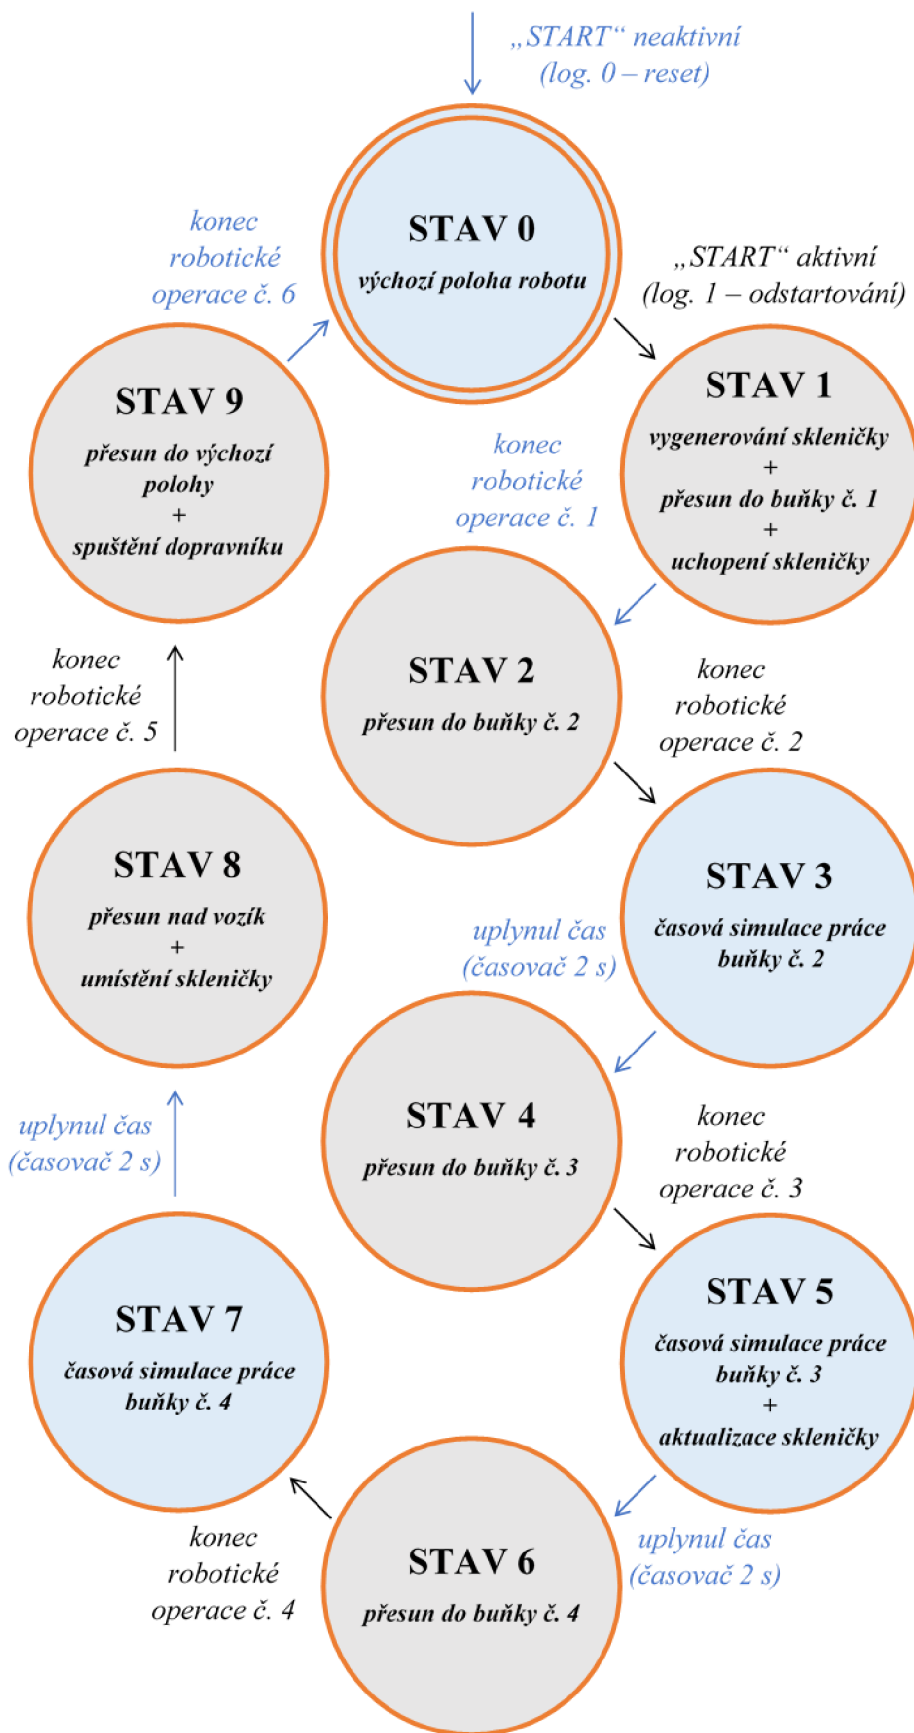 „START“ neaktivní
(log. 0 – reset)
STAV 0
výchozí poloha robotu
„START“ aktivní
(log. 1 – odstartování)
STAV 1
vygenerování skleničky
+
přesun do buňky č. 1
+
uchopení skleničky
konec
robotické
operace č. 1
STAV 2
přesun do buňky č. 2
konec
robotické
operace č. 2
STAV 3
časová simulace práce
buňky č. 2
uplynul čas
(časovač 2 s)
STAV 4
přesun do buňky č. 3
konec
robotické
operace č. 3
STAV 5
časová simulace práce
buňky č. 3
+
aktualizace skleničky
uplynul čas
(časovač 2 s)
STAV 6
přesun do buňky č. 4
konec
robotické
operace č. 4
STAV 7
časová simulace práce
buňky č. 4
uplynul čas
(časovač 2 s)
STAV 8
přesun nad vozík
+
umístění skleničky
konec
robotické
operace č. 5
STAV 9
přesun do výchozí
polohy
+
spuštění dopravníku
konec
robotické
operace č. 6